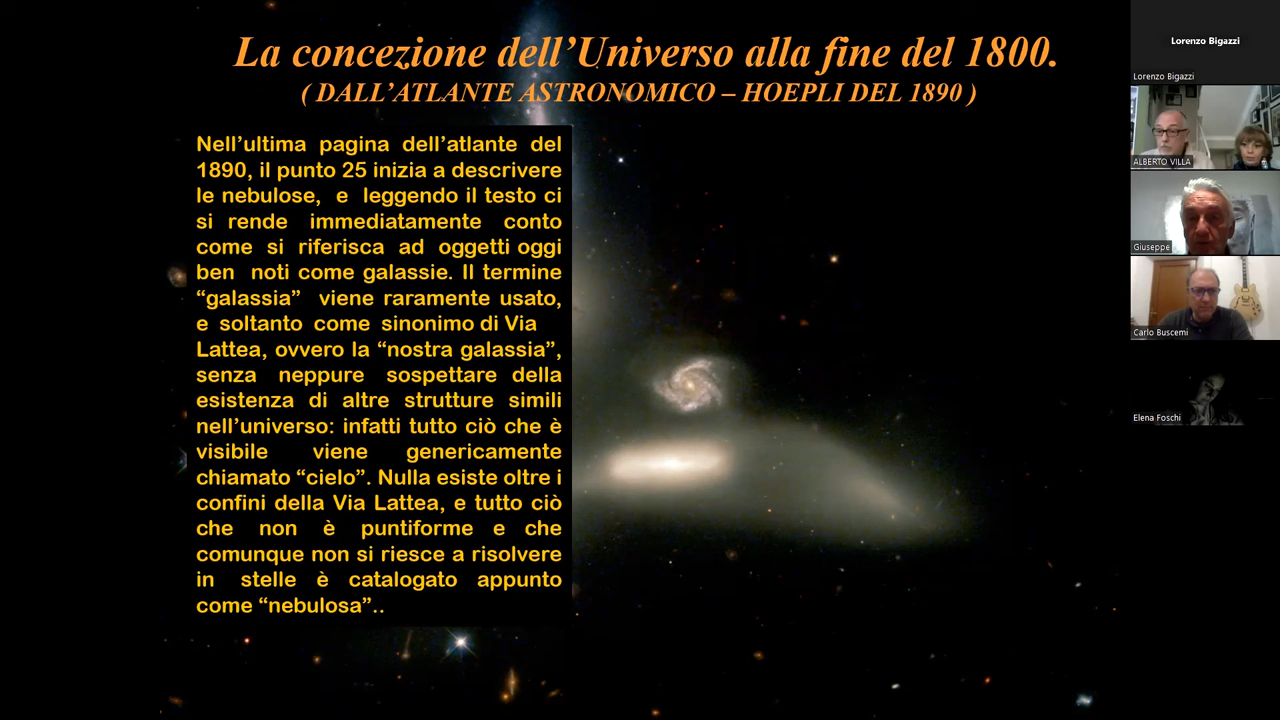 La concezione dell’Universo alla fine del 1800.
( DALL’ATLANTE ASTRONOMICO – HOEPLI DEL 1890 )
Nell’ultima pagina dell’atlante del
1890, il punto 25 inizia a descrivere
le nebulose, e leggendo il testo ci
si rende immediatamente conto
come si riferisca ad oggetti oggi
ben noti come galassie. Il termine
“galassia” viene raramente usato,
e soltanto come sinonimo di Via
Lattea, ovvero la “nostra galassia”,
senza neppure sospettare della
esistenza di altre strutture simili
nell’universo: infatti tutto ciò che è
visibile viene genericamente
chiamato “cielo”. Nulla esiste oltre i
confini della Via Lattea, e tutto ciò
che non è puntiforme e che
comunque non si riesce a risolvere
in stelle è catalogato appunto
come “nebulosa”..
Lorenzo Bigazzi
Lorenzo Bigazzi
ALBERTO VILLA
Giuseppe
Carlo Buscemi
Elena Foschi